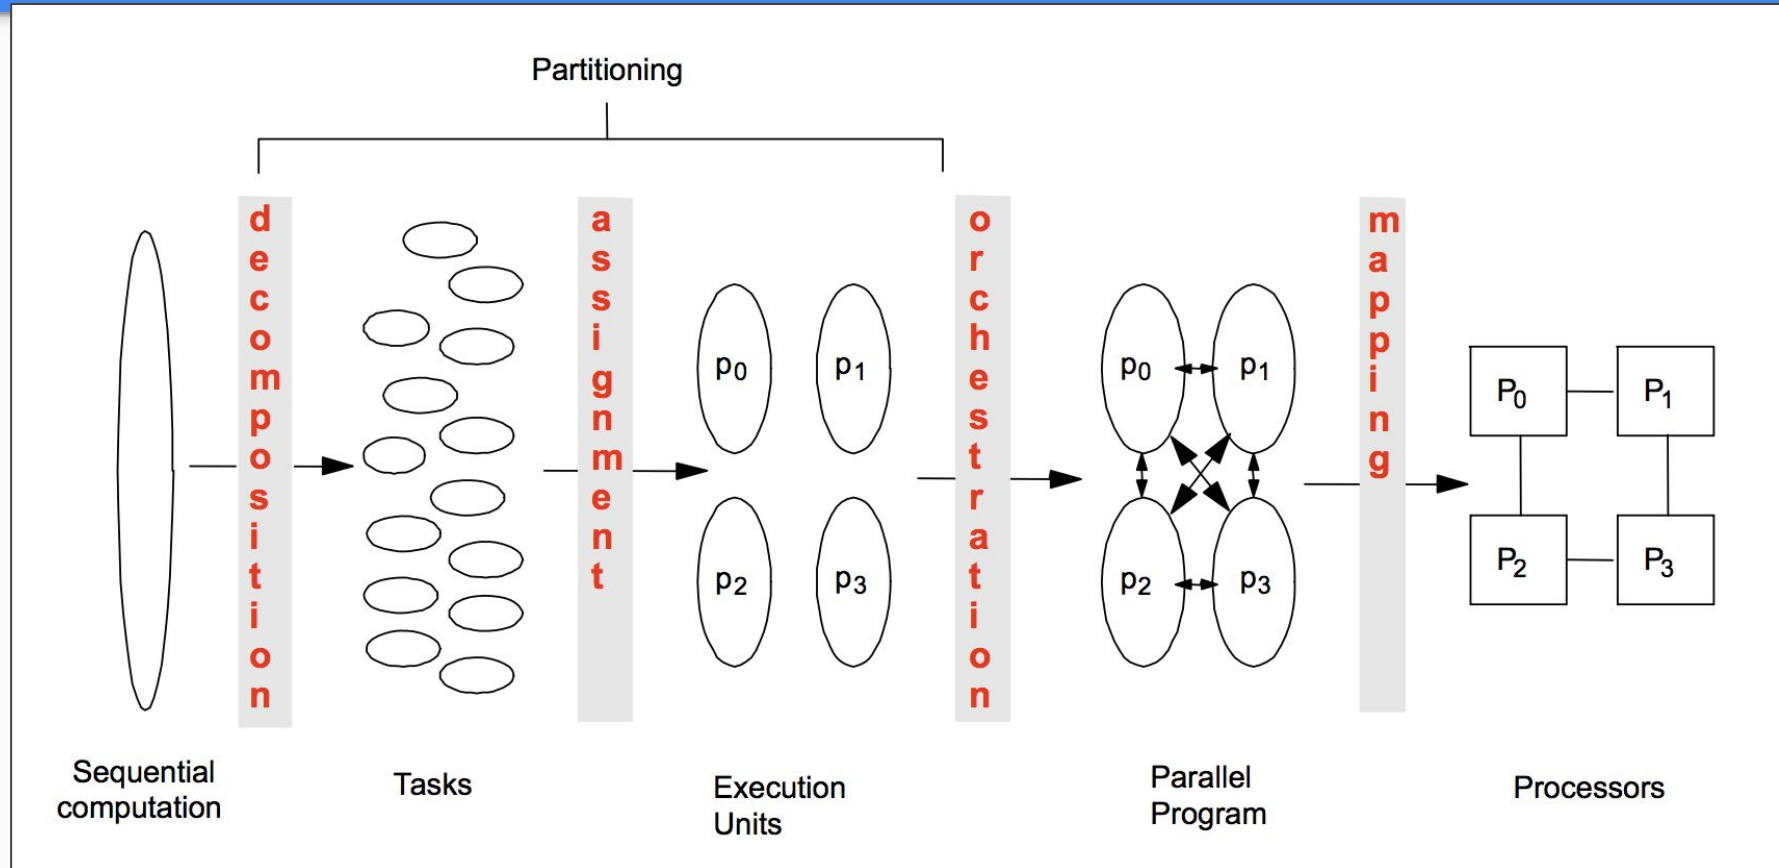 Partitioning
decomposition
assignment
orchestration
mapping
p0
p1
p2
p3
p0
p1
p2
p3
P0
P1
P2
P3
Sequential
computation
Tasks
Execution
Units
Parallel
Program
Processors